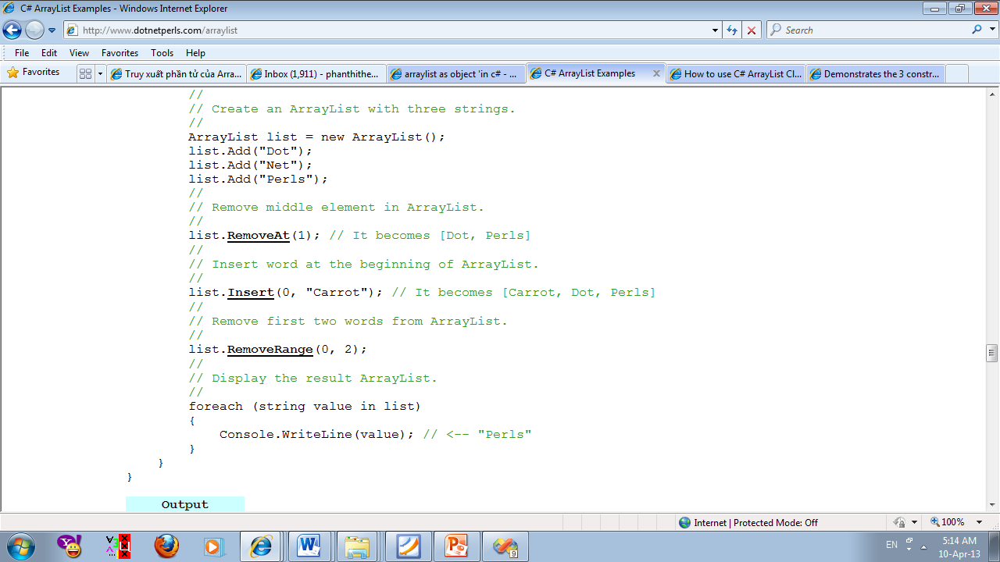 C# ArrayList Examples - Windows Internet Explorer
http://www.dotnetperls.com/arraylist
Search
File Edit View Favorites Tools Help
Favorites
Truy xuất phần tử của Arra...
Inbox (1,911) - phanthithe...
arraylist as object 'in c# - ...
C# ArrayList Examples
How to use C# ArrayList Cl...
Demonstrates the 3 constr...
//
// Create an ArrayList with three strings.
//
ArrayList list = new ArrayList();
list.Add("Dot");
list.Add("Net");
list.Add("Perls");
//
// Remove middle element in ArrayList.
//
list.RemoveAt(1); // It becomes [Dot, Perls]
//
// Insert word at the beginning of ArrayList.
//
list.Insert(0, "Carrot"); // It becomes [Carrot, Dot, Perls]
//
// Remove first two words from ArrayList.
//
list.RemoveRange(0, 2);
//
// Display the result ArrayList.
//
foreach (string value in list)
{
Console.WriteLine(value); // <-- "Perls"
}
}
}
Output
Internet | Protected Mode: Off
100%
EN
5:14 AM
10-Apr-13